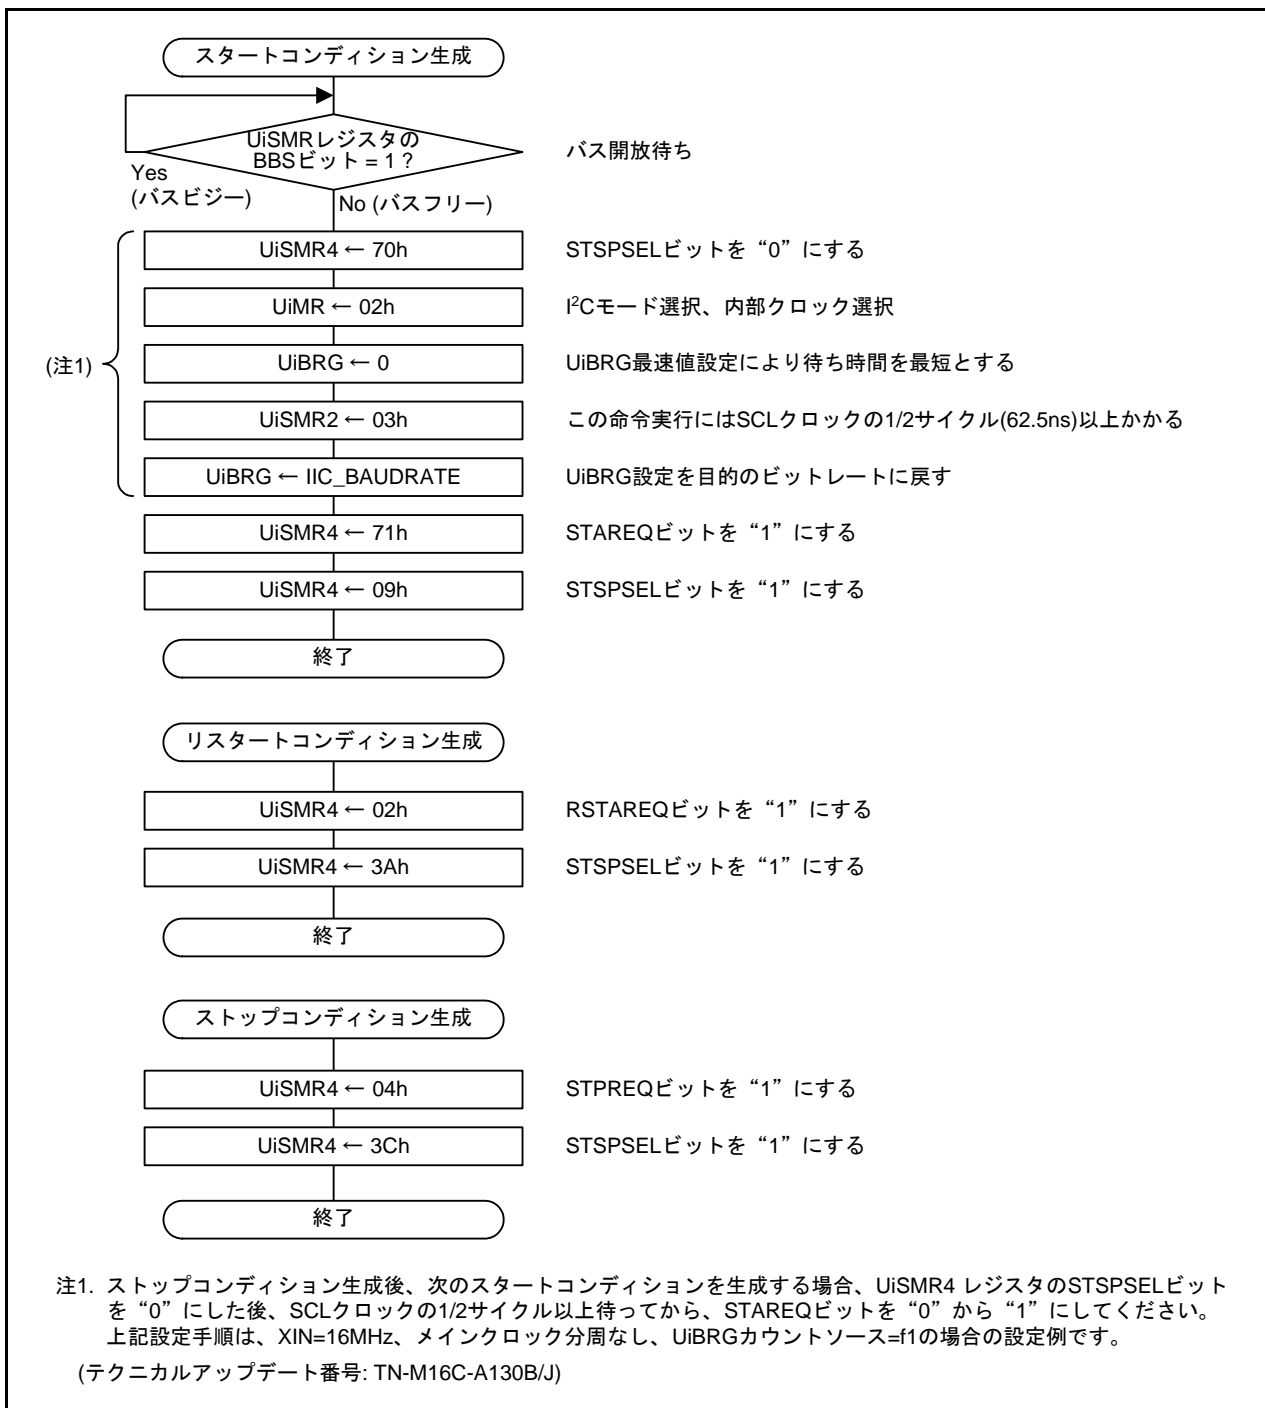 スタートコンディション生成
UiSMRレジスタの
BBSビット = 1 ?
バス開放待ち
Yes
(バスビジー)
No (バスフリー)
(注1)
UiSMR4 ← 70h
STSPSELビットを “0” にする
UiMR ← 02h
I²Cモード選択、内部クロック選択
UiBRG ← 0
UiBRG最速値設定により待ち時間を最短とする
UiSMR2 ← 03h
この命令実行にはSCLクロックの1/2サイクル(62.5ns)以上かかる
UiBRG ← IIC_BAUDRATE
UiBRG設定を目的のビットレートに戻す
UiSMR4 ← 71h
STAREQビットを “1” にする
UiSMR4 ← 09h
STSPSELビットを “1” にする
終了
リスタートコンディション生成
UiSMR4 ← 02h
RSTAREQビットを “1” にする
UiSMR4 ← 3Ah
STSPSELビットを “1” にする
終了
ストップコンディション生成
UiSMR4 ← 04h
STPREQビットを “1” にする
UiSMR4 ← 3Ch
STSPSELビットを “1” にする
終了
注1. ストップコンディション生成後、次のスタートコンディションを生成する場合、UiSMR4 レジスタのSTSPSELビット
を “0” にした後、SCLクロックの1/2サイクル以上待ってから、STAREQビットを “0” から “1” にしてください。
上記設定手順は、XIN=16MHz、メインクロック分周なし、UiBRGカウントソース=f1の場合の設定例です。
(テクニカルアップデート番号: TN-M16C-A130B/J)